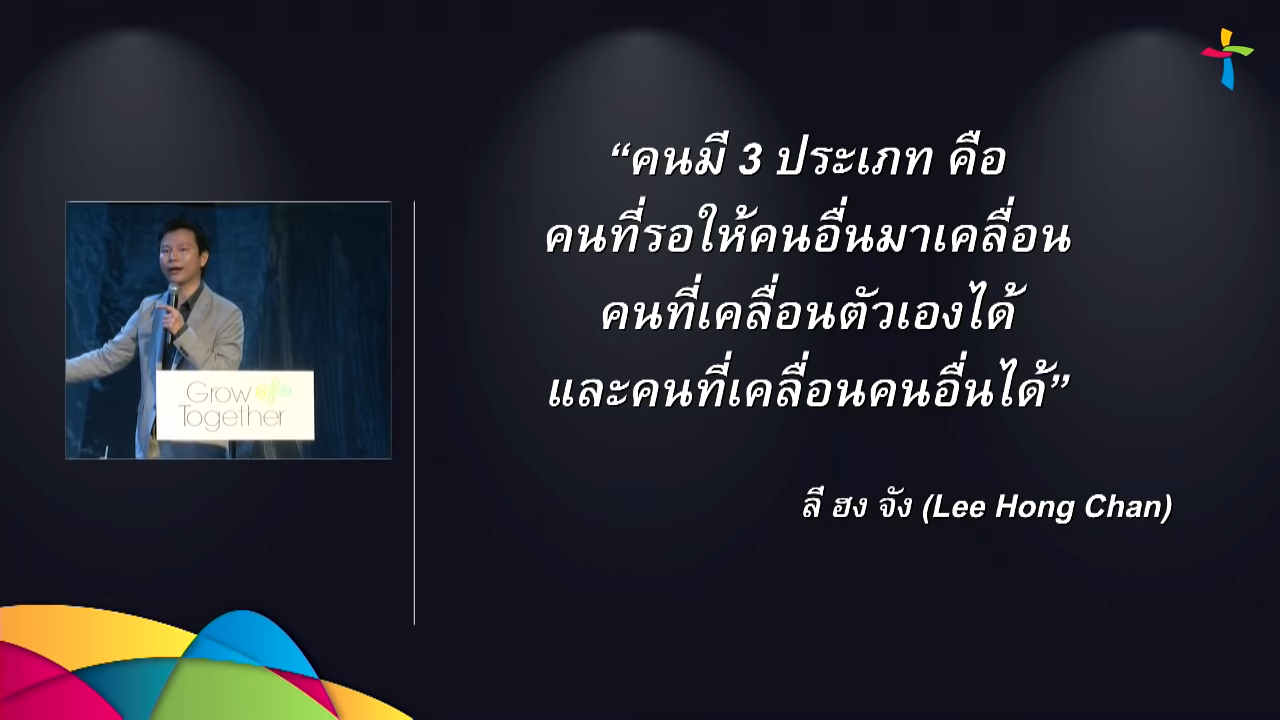 Grow
Together
“คนมี 3 ประเภท คือ
คนที่รอให้คนอื่นมาเคลื่อน
คนที่เคลื่อนตัวเองได้
และคนที่เคลื่อนคนอื่นได้”
ลี ฮง จัง (Lee Hong Chan)